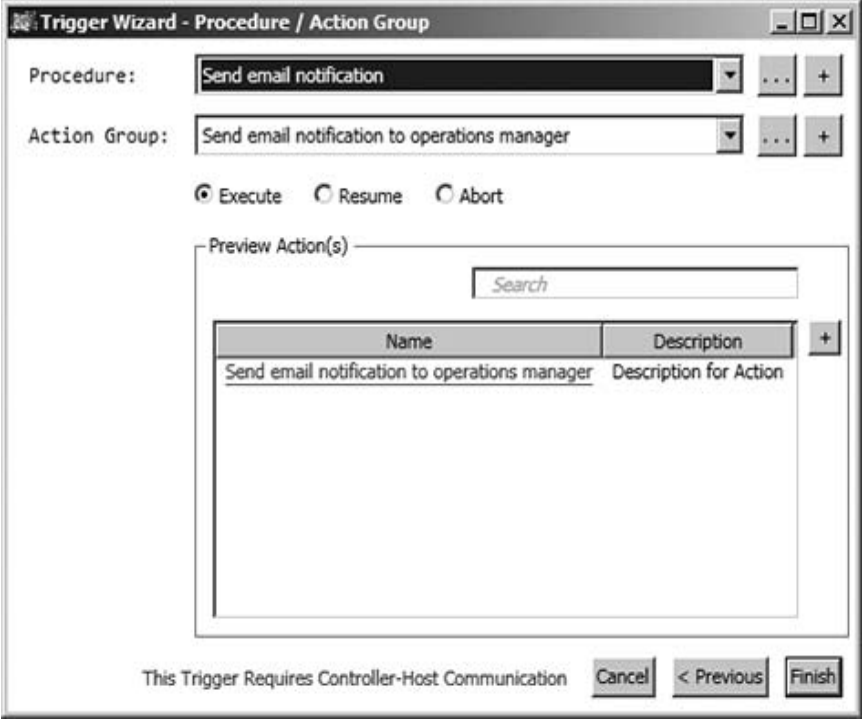 Trigger Wizard - Procedure / Action Group
Procedure: Send email notification ... +
Action Group: Send email notification to operations manager ... +
Execute Resume Abort
Preview Action(s)
Search
Name Description +
Send email notification to operations manager Description for Action
This Trigger Requires Controller-Host Communication Cancel < Previous Finish